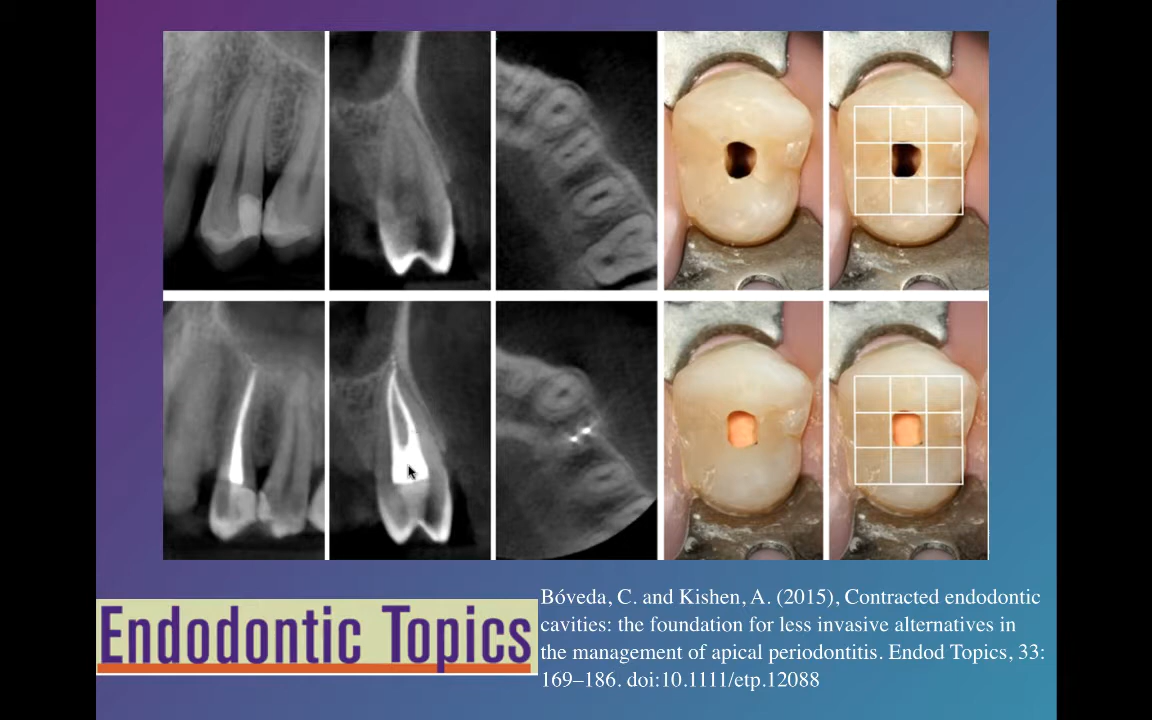 Endodontic Topics
Bóveda, C. and Kishen, A. (2015), Contracted endodontic
cavities: the foundation for less invasive alternatives in
the management of apical periodontitis. Endod Topics, 33:
169–186. doi:10.1111/etp.12088